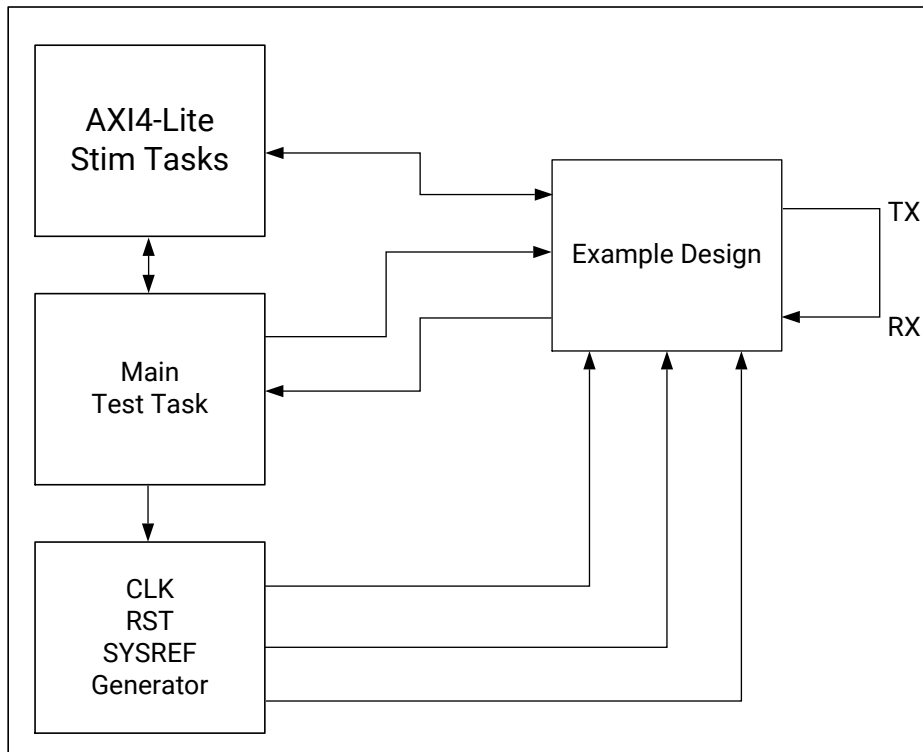 AXI4-Lite
Stim Tasks
TX
Example Design
RX
Main
Test Task
CLK
RST
SYSREF
Generator